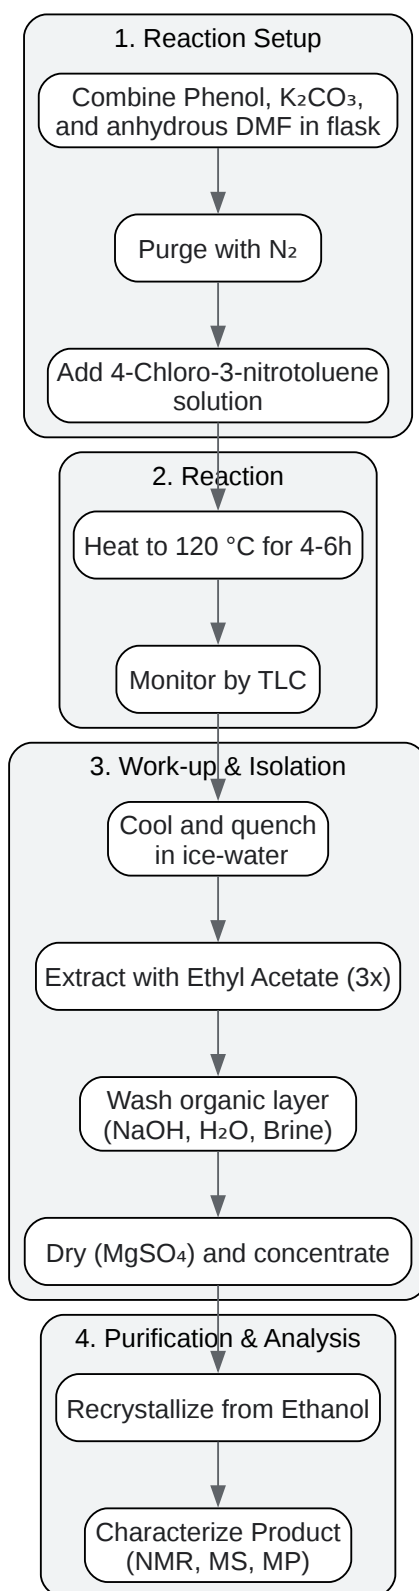 1. Reaction Setup
Combine Phenol, K₂CO₃,
and anhydrous DMF in flask
Purge with N₂
Add 4-Chloro-3-nitrotoluene
solution
2. Reaction
Heat to 120 °C for 4-6h
Monitor by TLC
3. Work-up & Isolation
Cool and quench
in ice-water
Extract with Ethyl Acetate (3x)
Wash organic layer
(NaOH, H₂O, Brine)
Dry (MgSO₄) and concentrate
4. Purification & Analysis
Recrystallize from Ethanol
Characterize Product
(NMR, MS, MP)